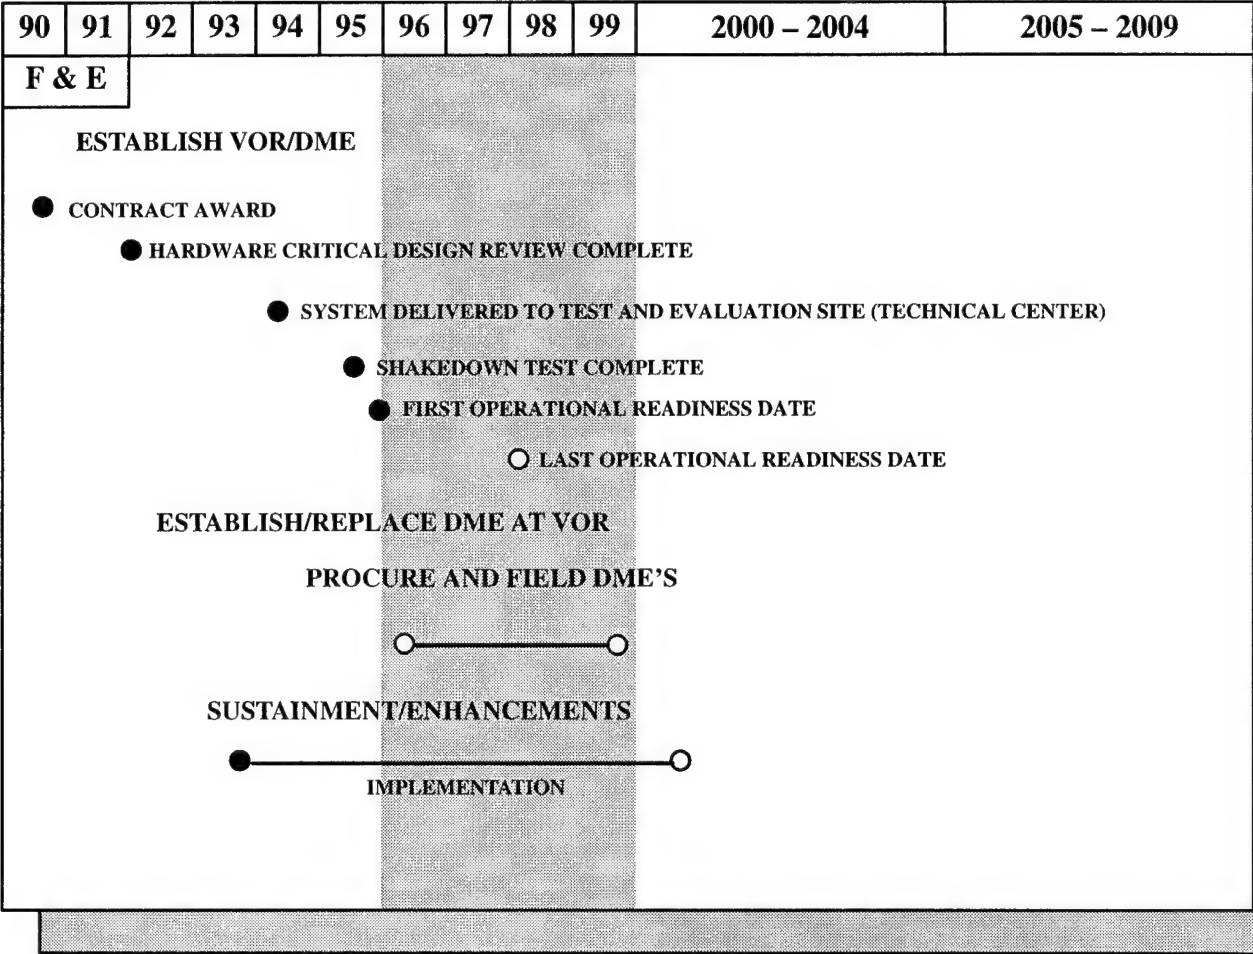 90 91 92 93 94 95 96 97 98 99 2000 – 2004 2005 – 2009
F & E
ESTABLISH VOR/DME
CONTRACT AWARD
HARDWARE CRITICAL DESIGN REVIEW COMPLETE
SYSTEM DELIVERED TO TEST AND EVALUATION SITE (TECHNICAL CENTER)
SHAKEDOWN TEST COMPLETE
FIRST OPERATIONAL READINESS DATE
LAST OPERATIONAL READINESS DATE
ESTABLISH/REPLACE DME AT VOR
PROCURE AND FIELD DME'S
SUSTAINMENT/ENHANCEMENTS
IMPLEMENTATION